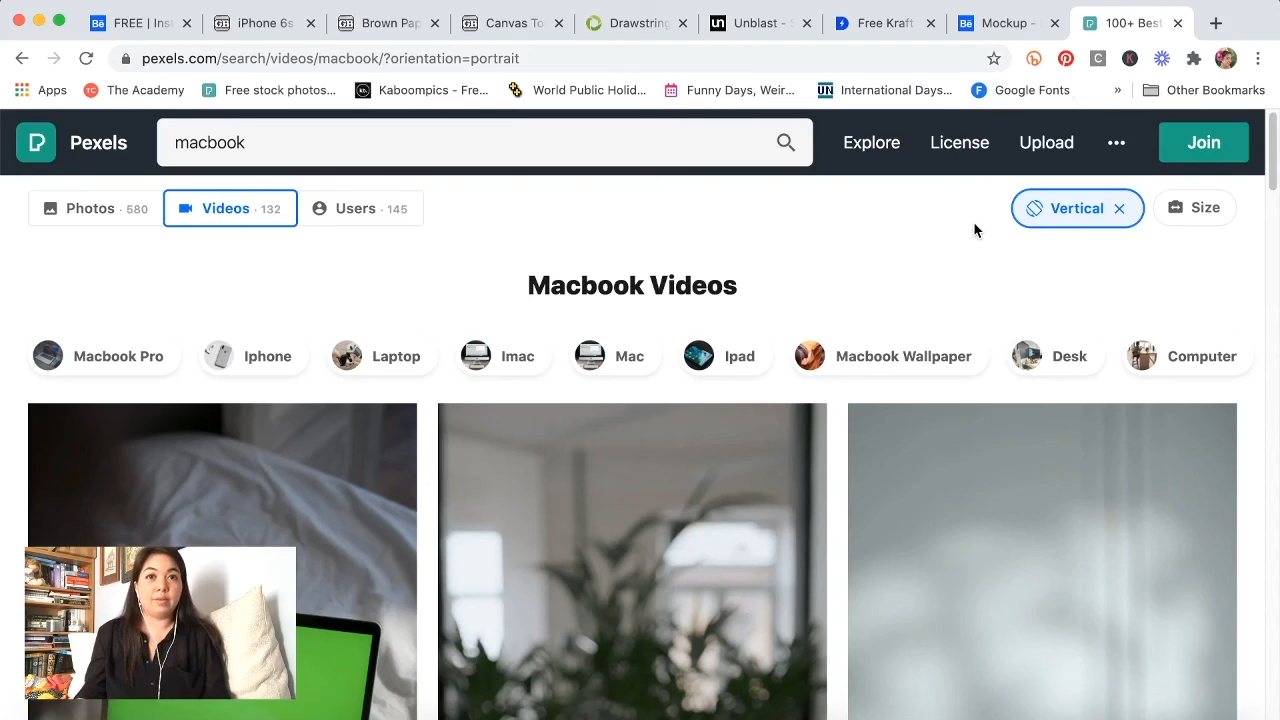 FREE | Ins
iPhone 6s
Brown Pap
Canvas To
Drawstring
Unblast - S
Free Kraft
Mockup -
100+ Best
pexels.com/search/videos/macbook/?orientation=portrait
Apps
The Academy
Free stock photos...
Kaboompics - Fre...
World Public Holid...
Funny Days, Weir...
UN International Days...
Google Fonts
»
Other Bookmarks
Pexels
macbook
Explore
License
Upload
•••
Join
Photos · 580
Videos · 132
Users · 145
Vertical
Size
Macbook Videos
Macbook Pro
Iphone
Laptop
Imac
Mac
Ipad
Macbook Wallpaper
Desk
Computer